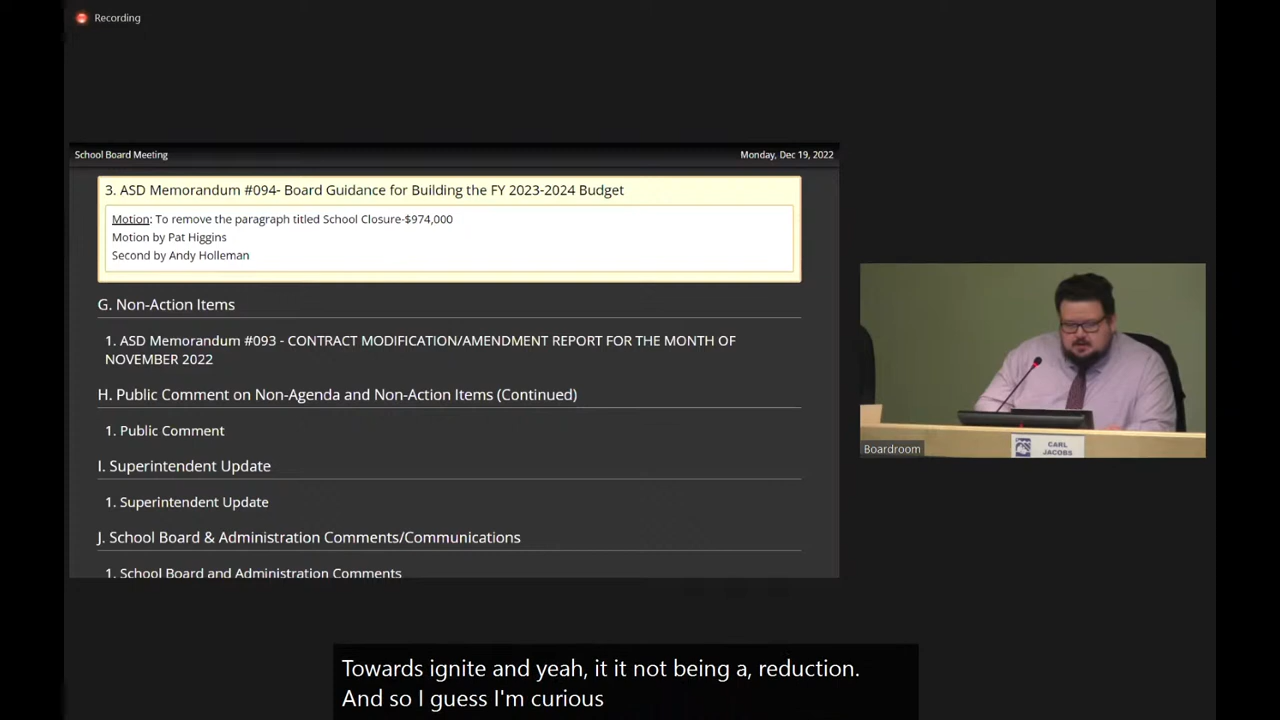 Recording
School Board Meeting
Monday, Dec 19, 2022
3. ASD Memorandum #094- Board Guidance for Building the FY 2023-2024 Budget
Motion: To remove the paragraph titled School Closure-$974,000
Motion by Pat Higgins
Second by Andy Holleman
G. Non-Action Items
1. ASD Memorandum #093 - CONTRACT MODIFICATION/AMENDMENT REPORT FOR THE MONTH OF
NOVEMBER 2022
H. Public Comment on Non-Agenda and Non-Action Items (Continued)
1. Public Comment
I. Superintendent Update
1. Superintendent Update
J. School Board & Administration Comments/Communications
1. School Board and Administration Comments
CARL
JACOBS
Boardroom
Towards ignite and yeah, it it not being a, reduction.
And so I guess I'm curious